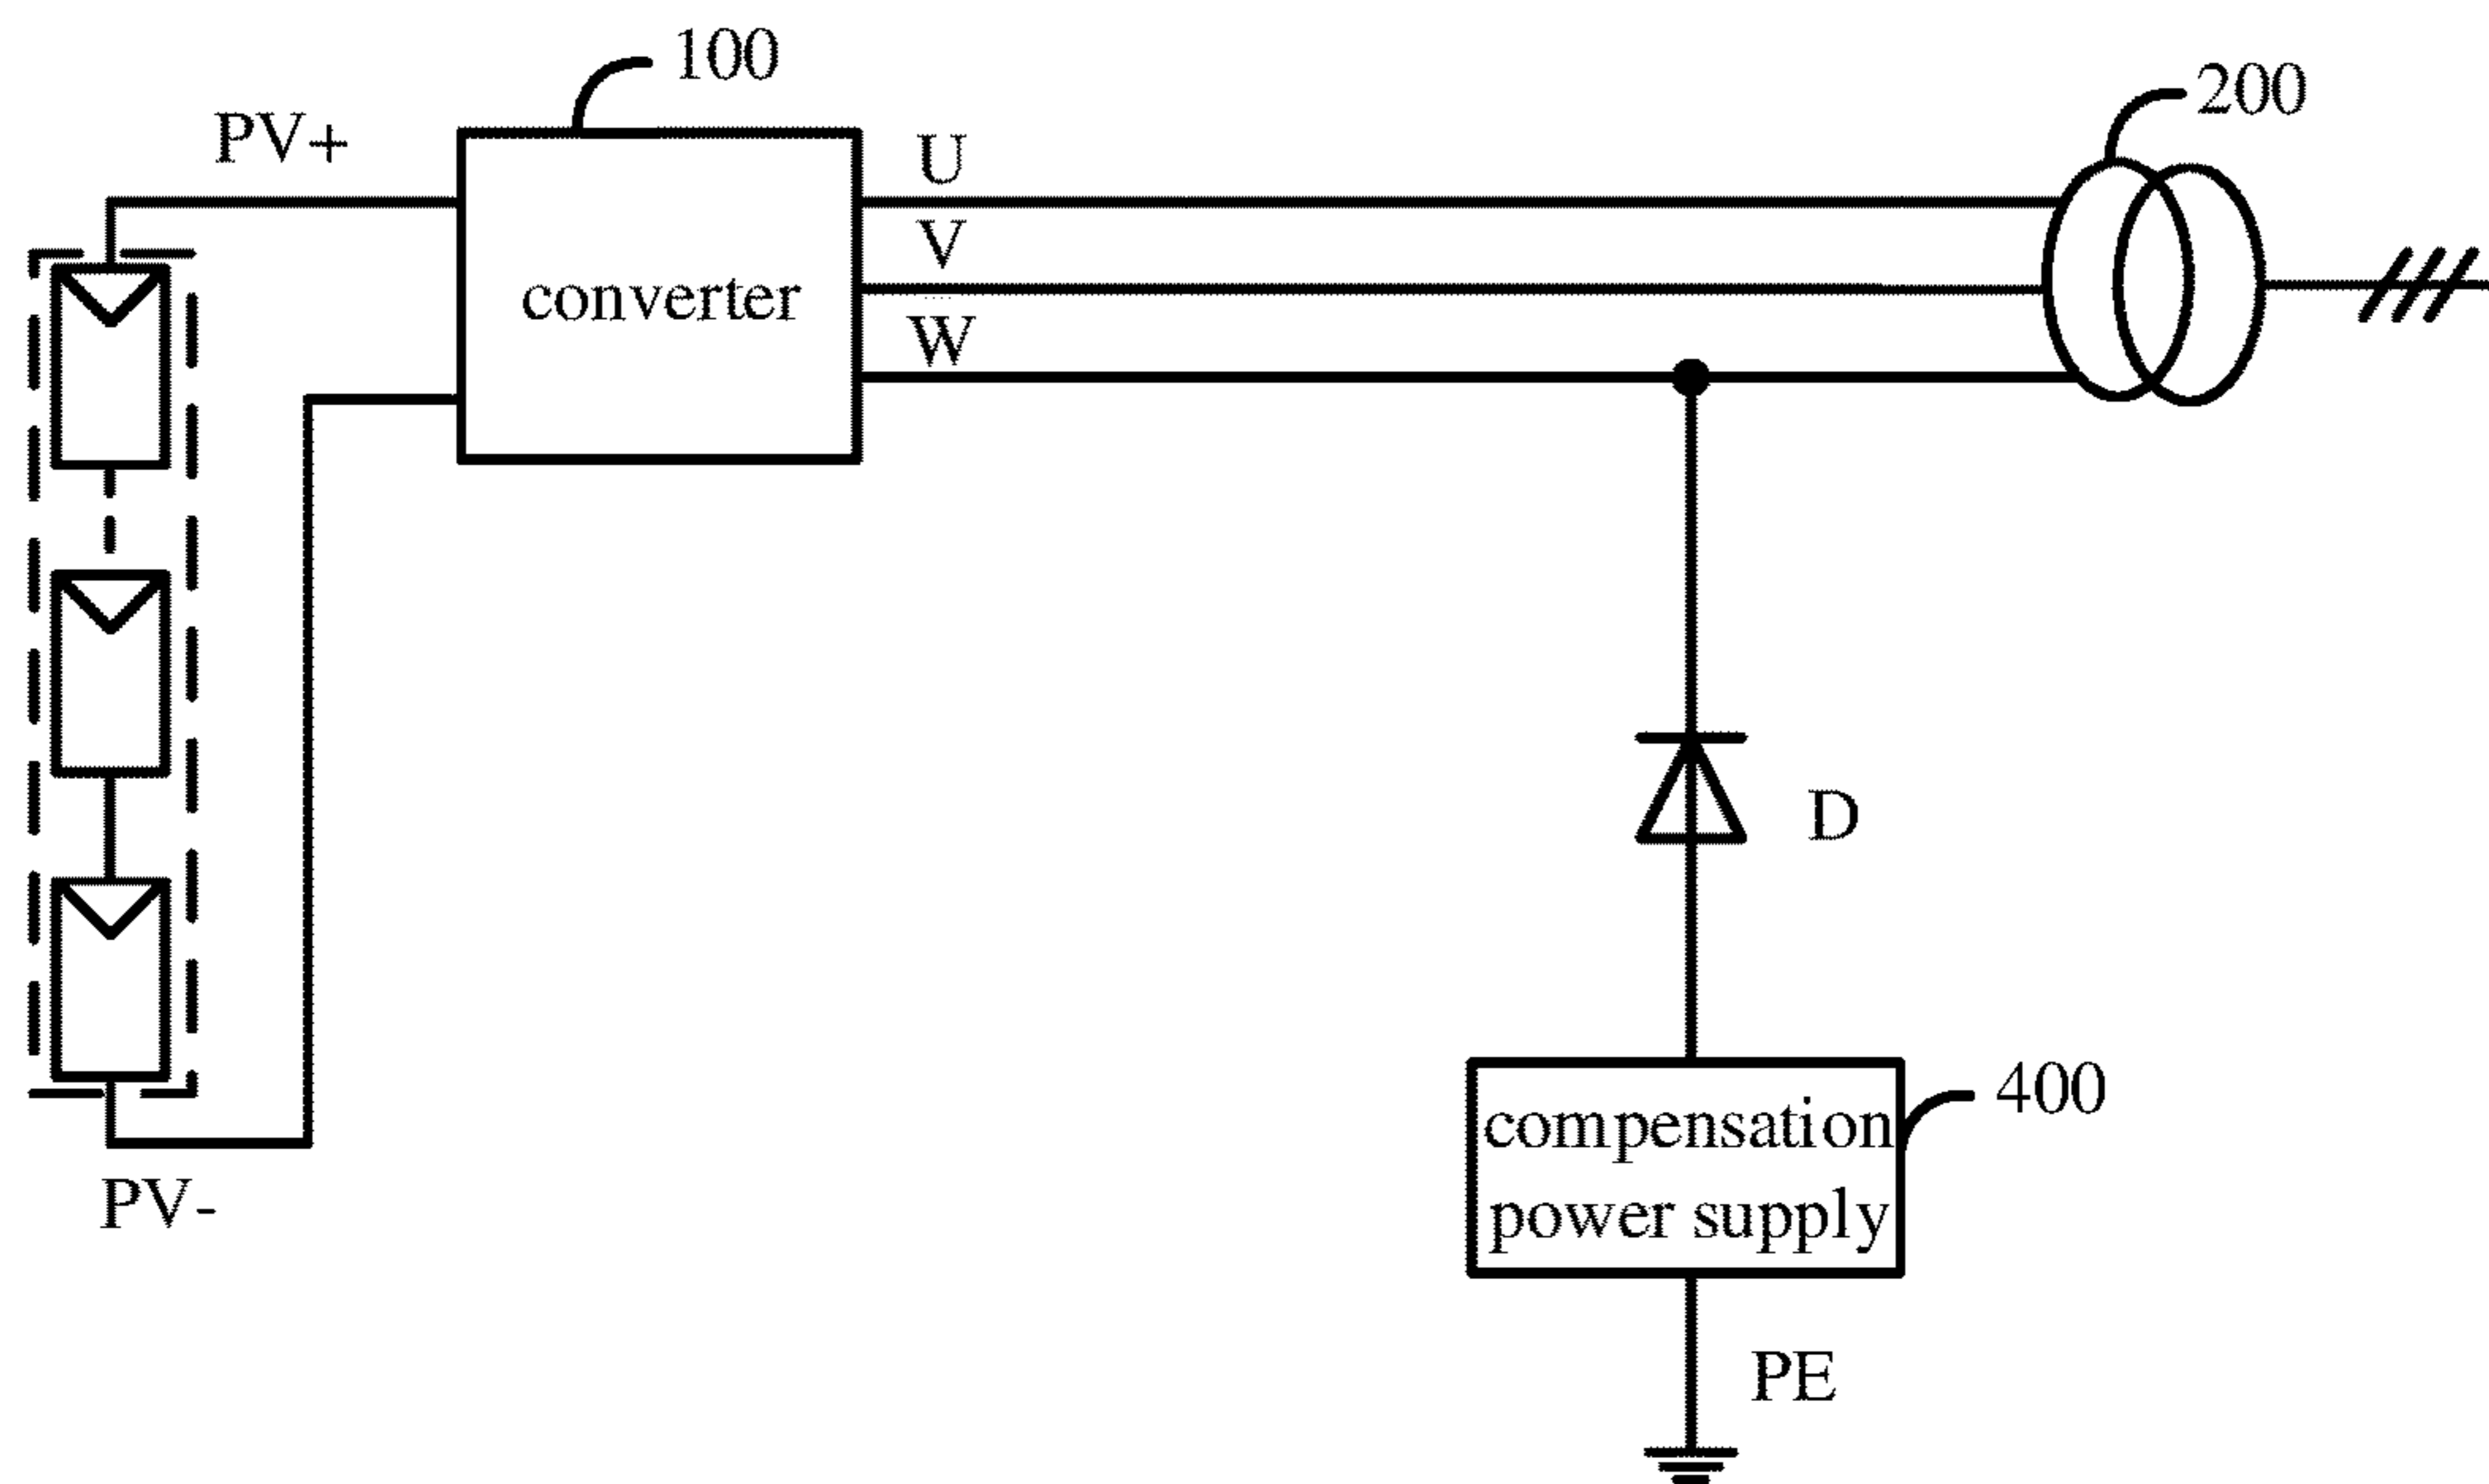 100
200
PV+
U
V
converter
W
D
400
compensation
power supply
PV-
PE